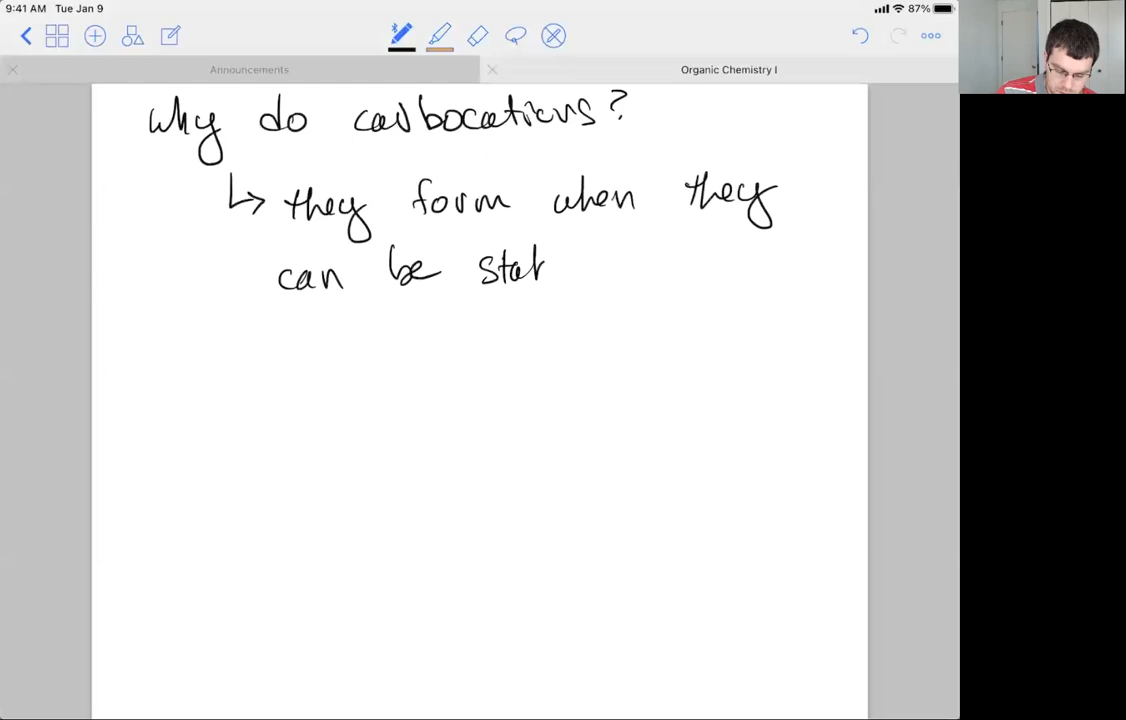 9:41 AM Tue Jan 9 87%
Announcements
Organic Chemistry I
why do carbocations?
↳ they form when they
can be stab